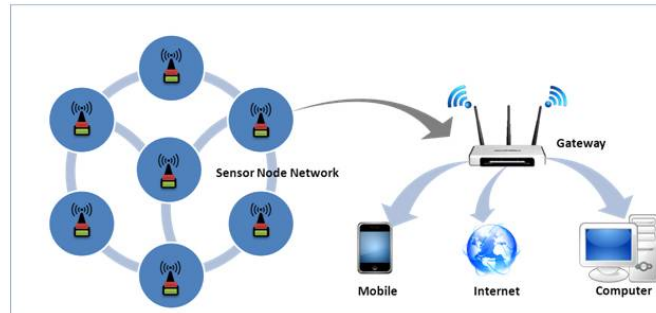 Gateway
Sensor Node Network
Mobile
Internet
Computer